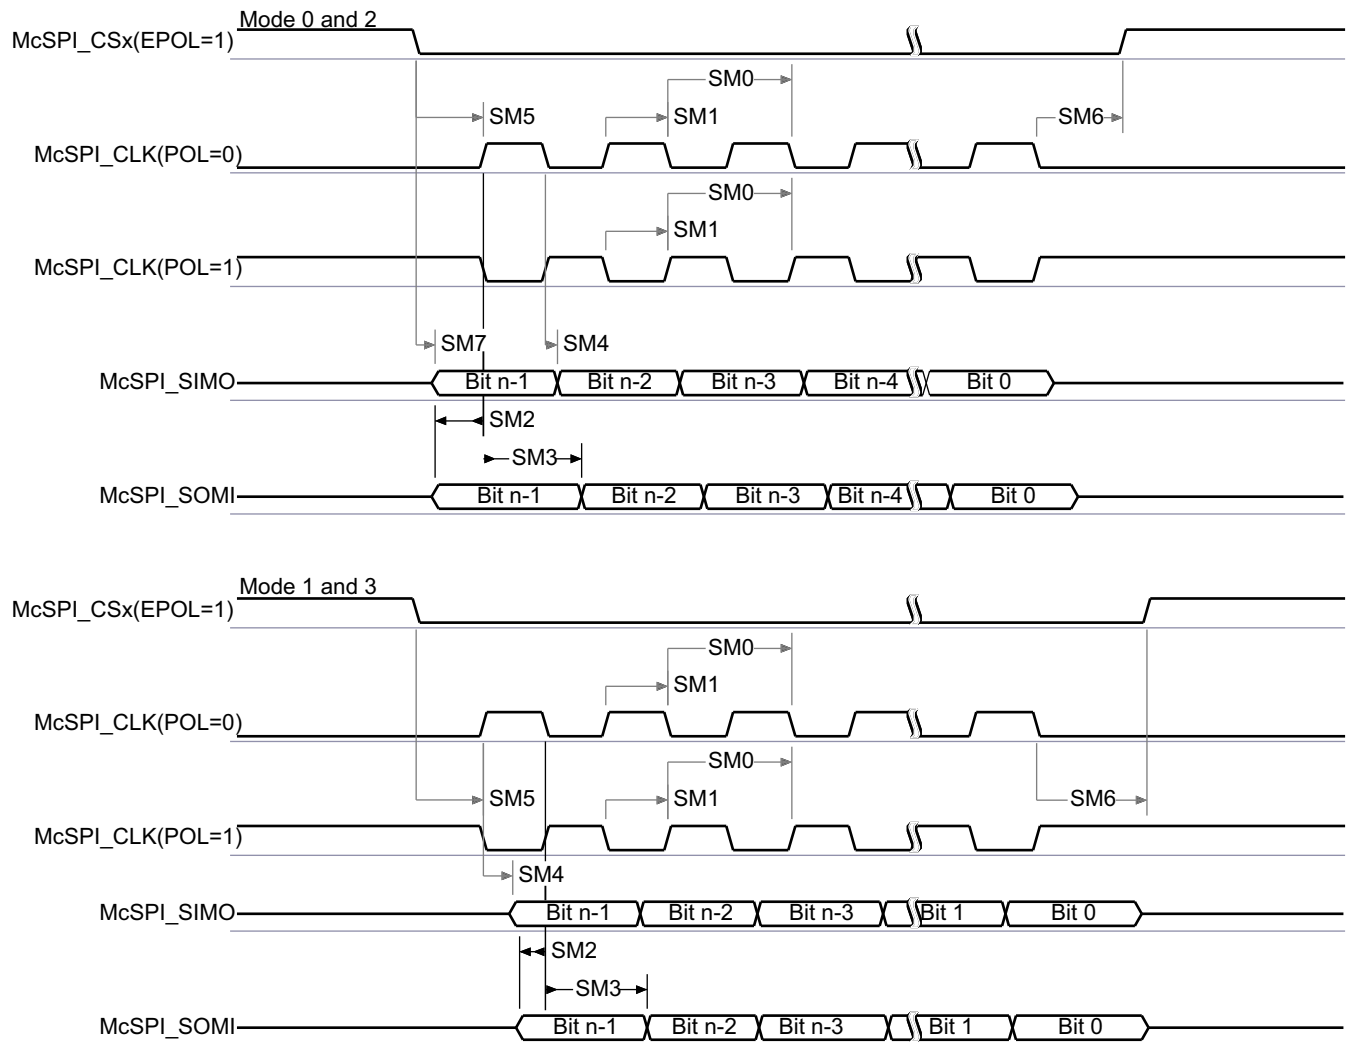 Mode 0 and 2
McSPI_CSx(EPOL=1)
SM0
SM5 SM1 SM6
McSPI_CLK(POL=0)
SM0
SM1
McSPI_CLK(POL=1)
SM7 SM4
McSPI_SIMO Bit n-1 Bit n-2 Bit n-3 Bit n-4 Bit 0
SM2
SM3
McSPI_SOMI Bit n-1 Bit n-2 Bit n-3 Bit n-4 Bit 0
Mode 1 and 3
McSPI_CSx(EPOL=1)
SM0
SM1
McSPI_CLK(POL=0)
SM0
SM5 SM1 SM6
McSPI_CLK(POL=1)
SM4
McSPI_SIMO Bit n-1 Bit n-2 Bit n-3 Bit 1 Bit 0
SM2
SM3
McSPI_SOMI Bit n-1 Bit n-2 Bit n-3 Bit 1 Bit 0